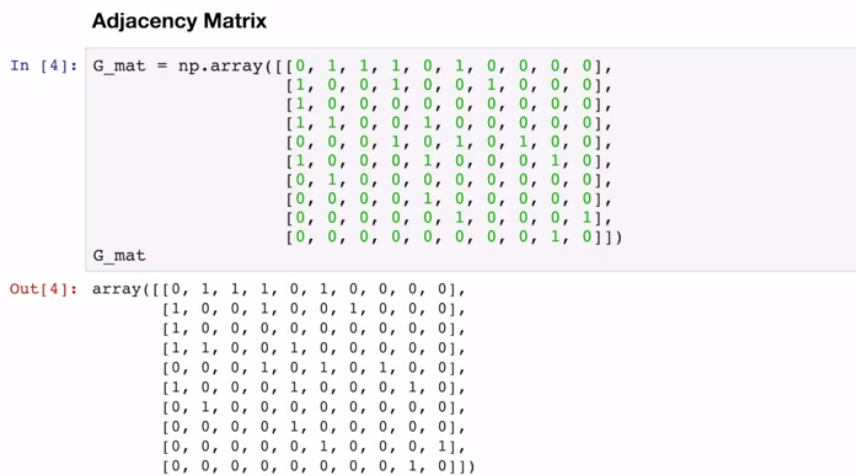 Adjacency Matrix
In [4]: G_mat = np.array([[0, 1, 1, 1, 0, 1, 0, 0, 0, 0],
[1, 0, 0, 1, 0, 0, 1, 0, 0, 0],
[1, 0, 0, 0, 0, 0, 0, 0, 0, 0],
[1, 1, 0, 0, 1, 0, 0, 0, 0, 0],
[0, 0, 0, 1, 0, 1, 0, 1, 0, 0],
[1, 0, 0, 0, 1, 0, 0, 0, 1, 0],
[0, 1, 0, 0, 0, 0, 0, 0, 0, 0],
[0, 0, 0, 0, 1, 0, 0, 0, 0, 0],
[0, 0, 0, 0, 0, 1, 0, 0, 0, 1],
[0, 0, 0, 0, 0, 0, 0, 0, 1, 0]])
G_mat
Out[4]: array([[0, 1, 1, 1, 0, 1, 0, 0, 0, 0],
[1, 0, 0, 1, 0, 0, 1, 0, 0, 0],
[1, 0, 0, 0, 0, 0, 0, 0, 0, 0],
[1, 1, 0, 0, 1, 0, 0, 0, 0, 0],
[0, 0, 0, 1, 0, 1, 0, 1, 0, 0],
[1, 0, 0, 0, 1, 0, 0, 0, 1, 0],
[0, 1, 0, 0, 0, 0, 0, 0, 0, 0],
[0, 0, 0, 0, 1, 0, 0, 0, 0, 0],
[0, 0, 0, 0, 0, 1, 0, 0, 0, 1],
[0, 0, 0, 0, 0, 0, 0, 0, 1, 0]])